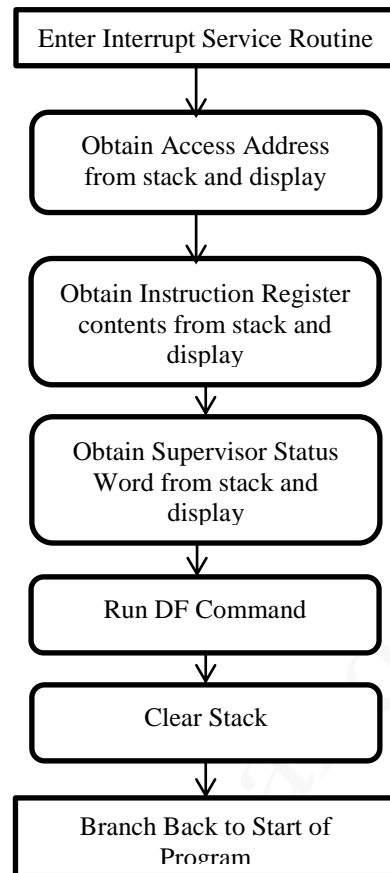 Enter Interrupt Service Routine
Obtain Access Address
from stack and display
Obtain Instruction Register
contents from stack and
display
Obtain Supervisor Status
Word from stack and
display
Run DF Command
Clear Stack
Branch Back to Start of
Program